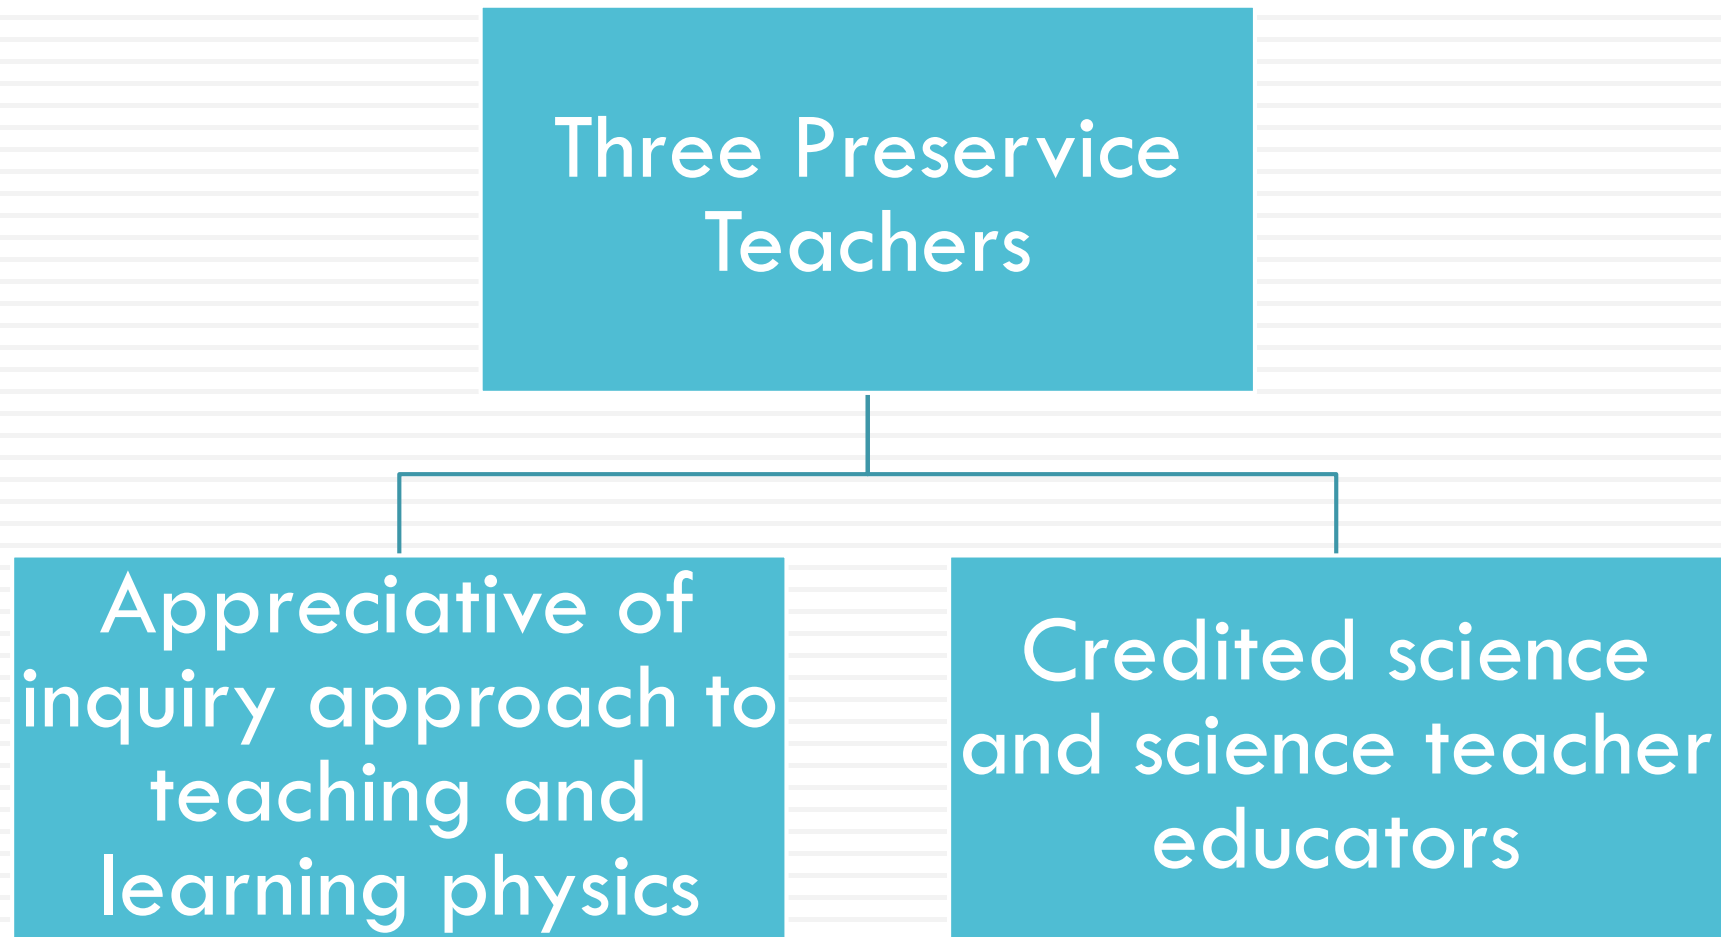 Three Preservice
Teachers
Appreciative of
inquiry approach to
teaching and
learning physics
Credited science
and science teacher
educators